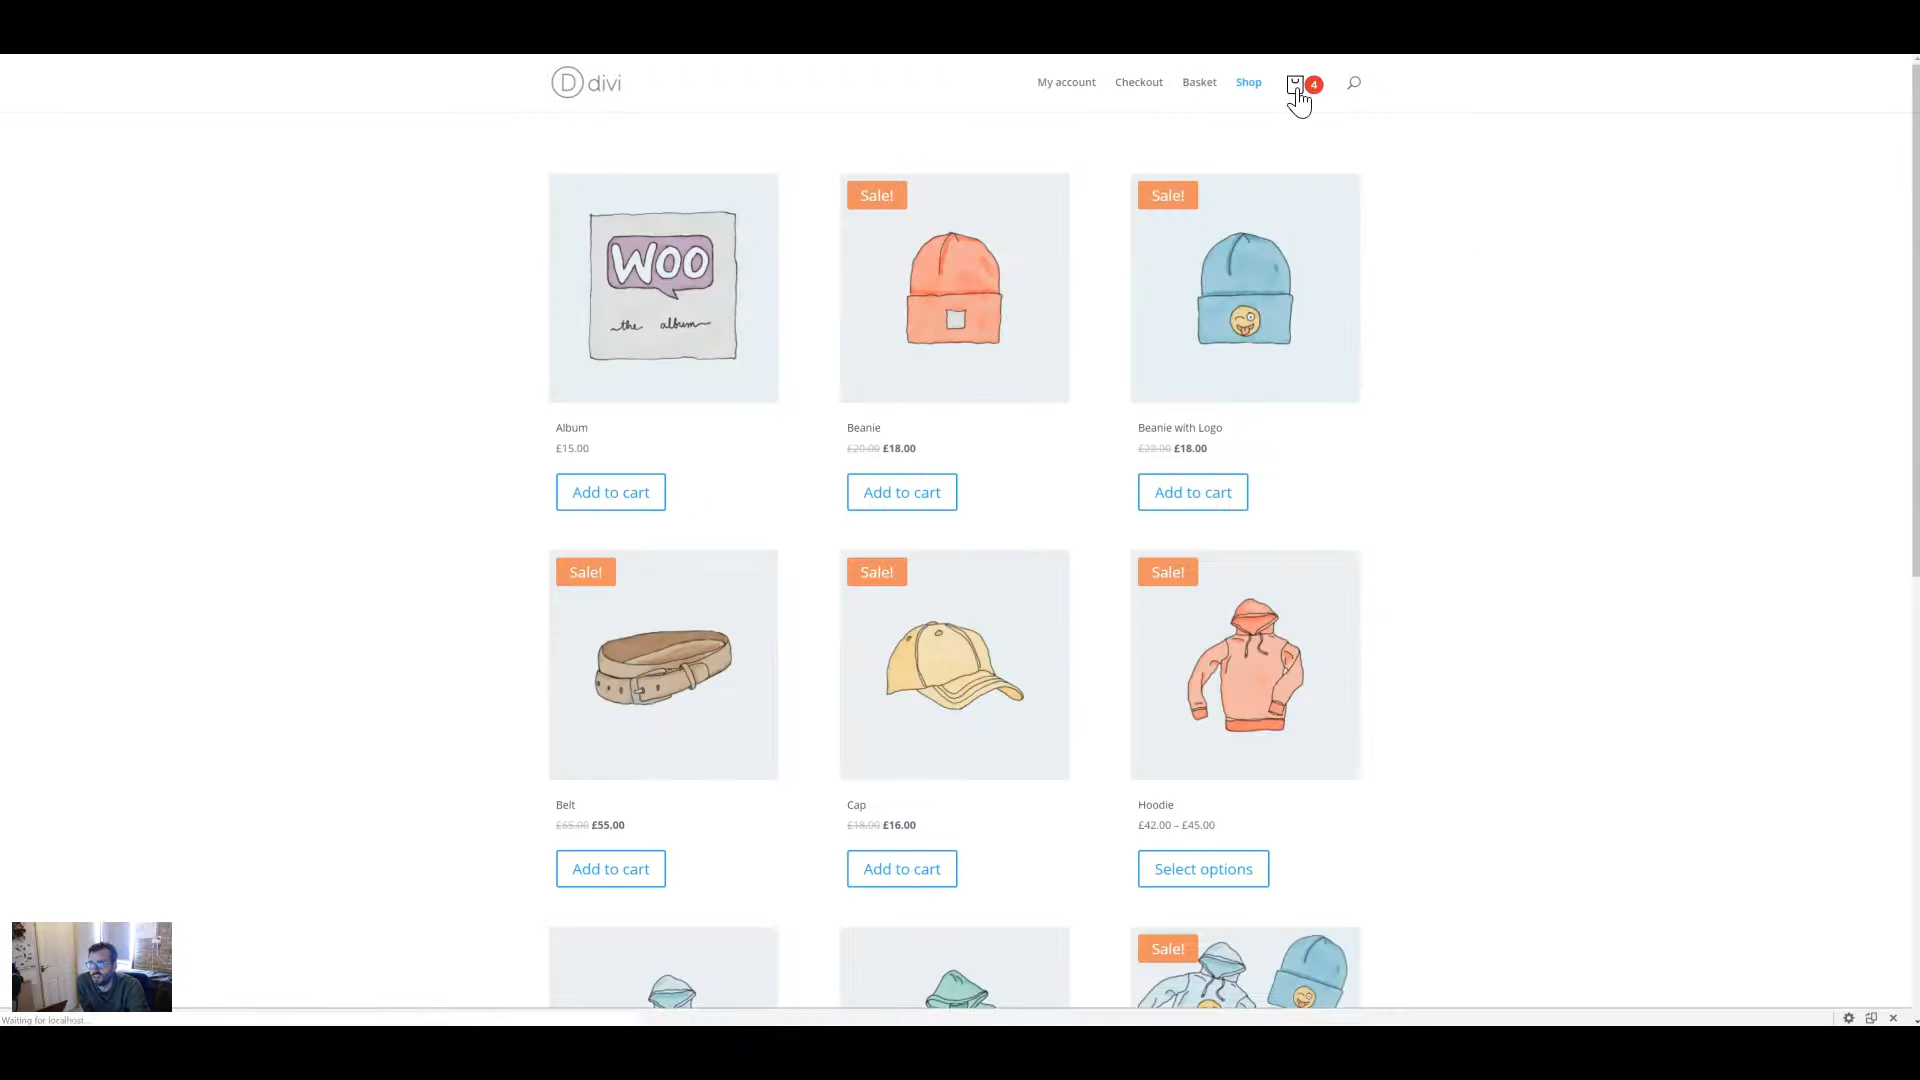 D divi
My account Checkout Basket Shop 4
Sale!
Sale!
WOO
the album
Album
£15.00
Beanie
£20.00 £18.00
Beanie with Logo
£20.00 £18.00
Add to cart
Add to cart
Add to cart
Sale!
Sale!
Sale!
Belt
£65.00 £55.00
Cap
£18.00 £16.00
Hoodie
£42.00 – £45.00
Add to cart
Add to cart
Select options
Sale!
Waiting for localhost...